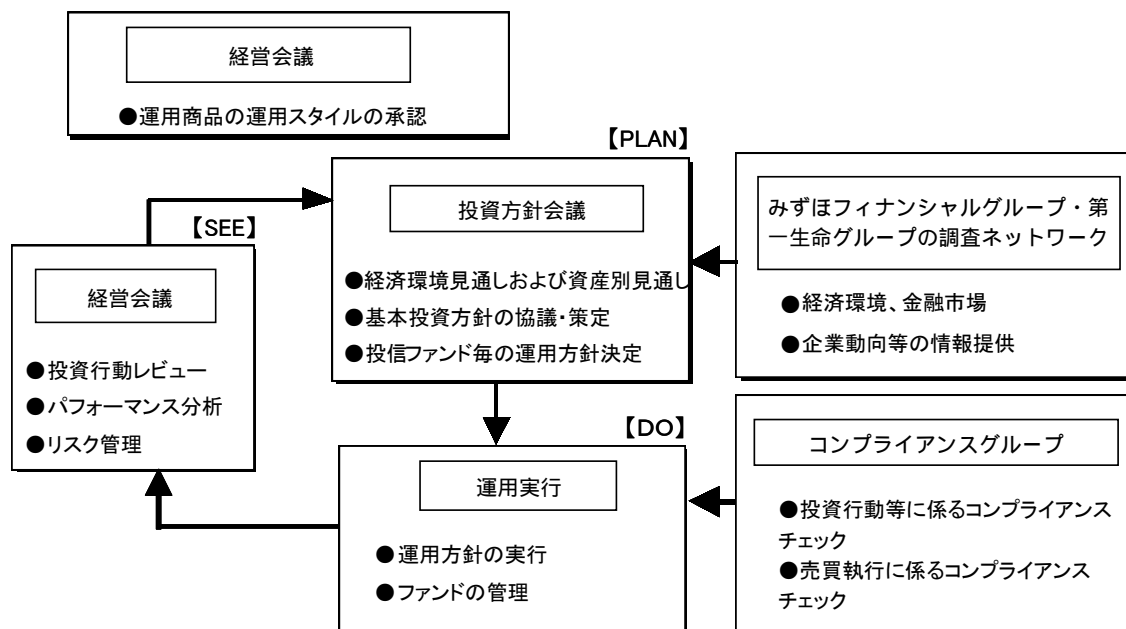 経営会議
●運用商品の運用スタイルの承認
【PLAN】
投資方針会議
●経済環境見通しおよび資産別見通し
●基本投資方針の協議・策定
●投信ファンド毎の運用方針決定
みずほフィナンシャルグループ・第
一生命グループの調査ネットワーク
●経済環境、金融市場
●企業動向等の情報提供
【SEE】
経営会議
●投資行動レビュー
●パフォーマンス分析
●リスク管理
【DO】
運用実行
●運用方針の実行
●ファンドの管理
コンプライアンスグループ
●投資行動等に係るコンプライアンス
チェック
●売買執行に係るコンプライアンス
チェック